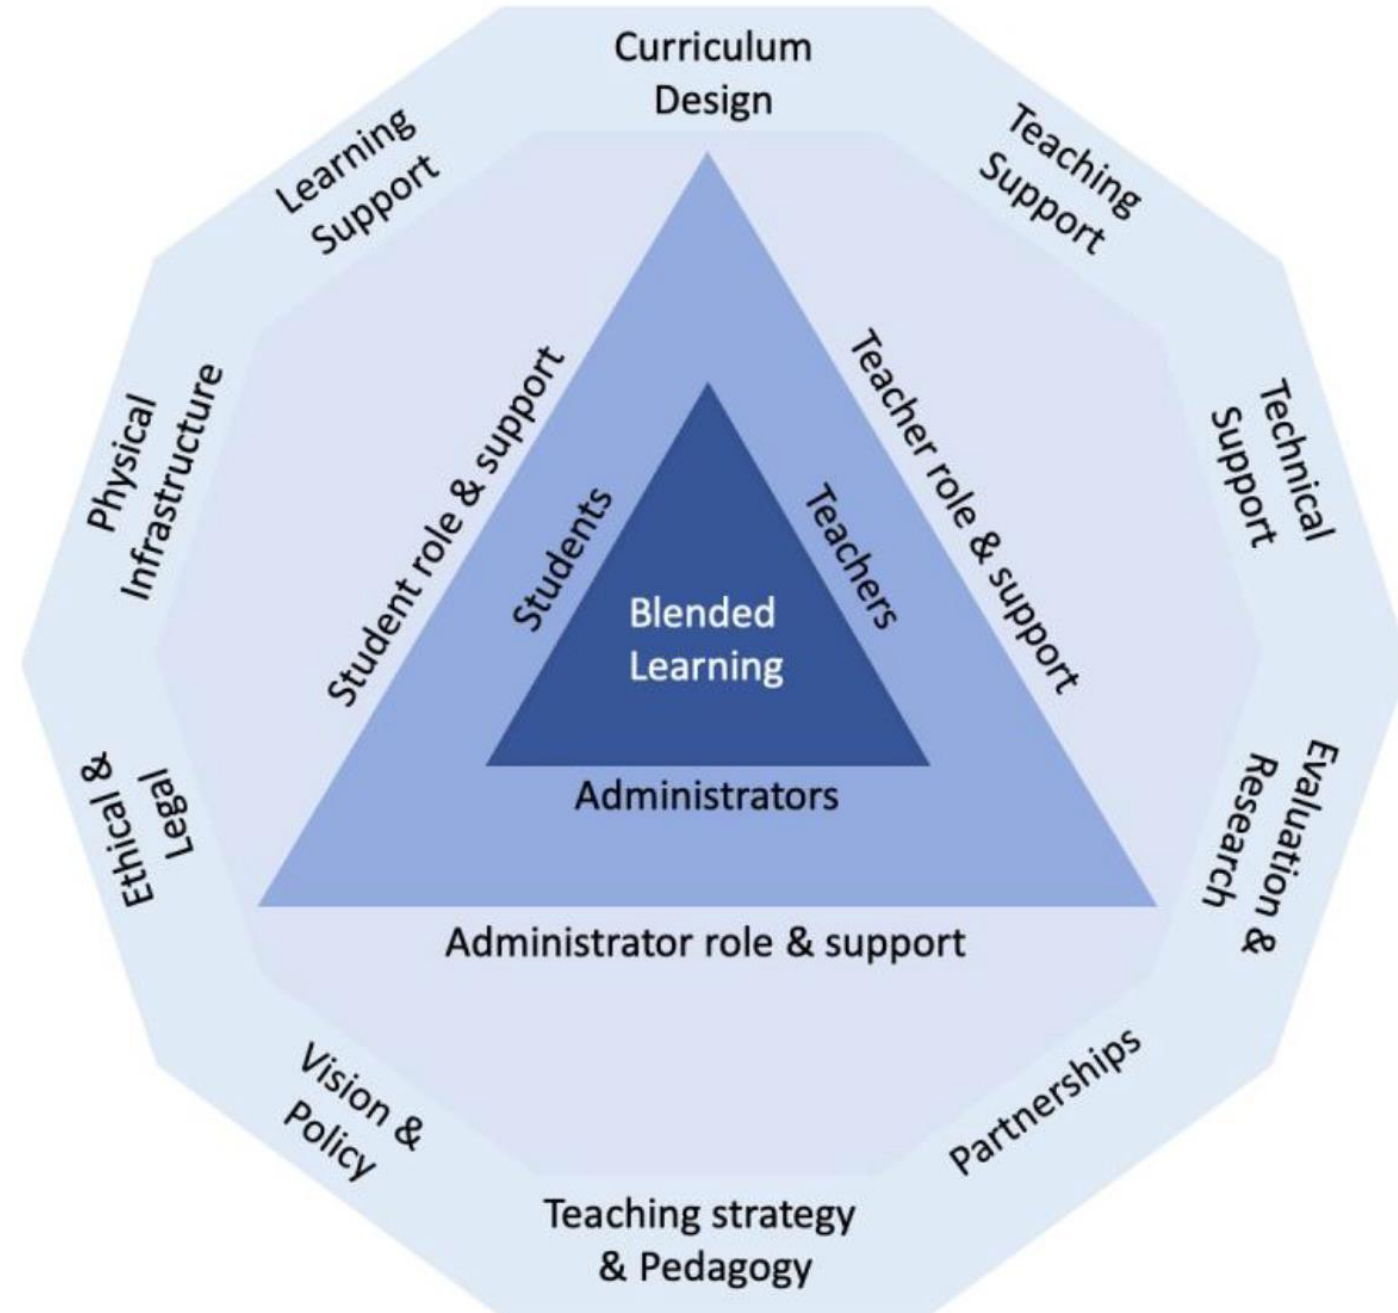 Curriculum
Design
Teaching
Support
Technical
Support
Evaluation &
Research
Partnerships
Teaching strategy
& Pedagogy
Vision &
Policy
Ethical &
Legal
Physical
Infrastructure
Learning
Support
Student role & support
Teacher role & support
Administrator role & support
Students
Teachers
Administrators
Blended
Learning